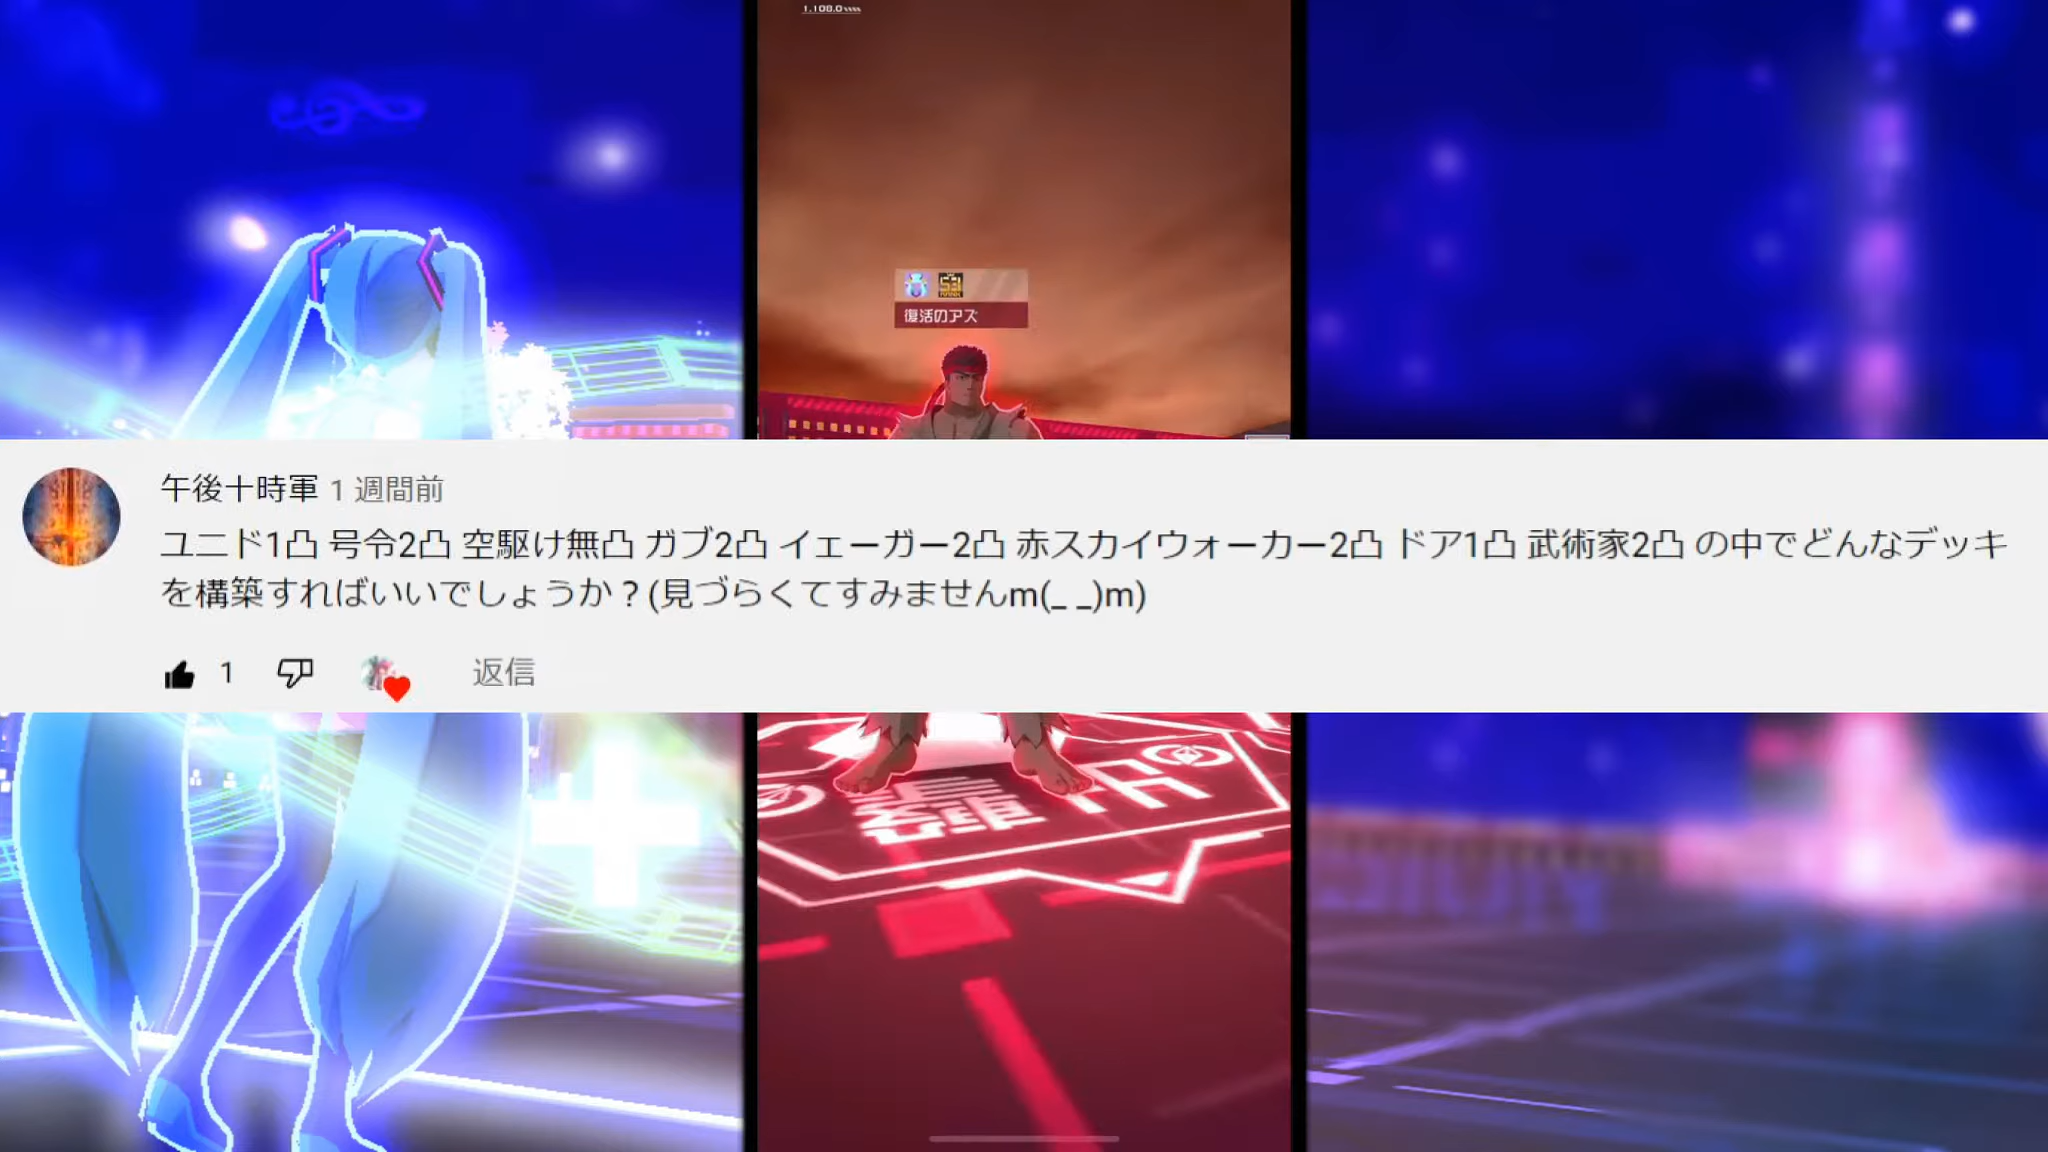 復活のアズ
午後十時軍 1 週間前
ユニド1凸 号令2凸 空駆け無凸 ガブ2凸 イェーガー2凸 赤スカイウォーカー2凸 ドア1凸 武術家2凸 の中でどんなデッキ
を構築すればいいでしょうか？(見づらくてすみませんm(_ _)m)
1
返信